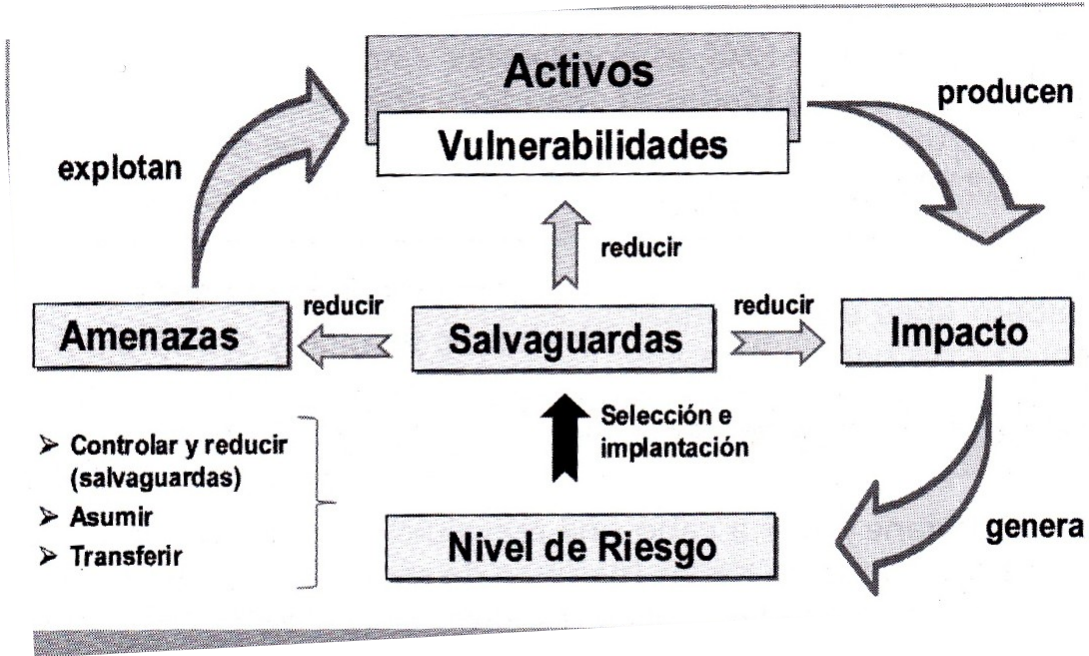 Activos
producen
Vulnerabilidades
explotan
reducir
reducir
reducir
Amenazas
Salvaguardas
Impacto
➢ Controlar y reducir
(salvaguardas)
➢ Asumir
➢ Transferir
Selección e
implantación
Nivel de Riesgo
genera